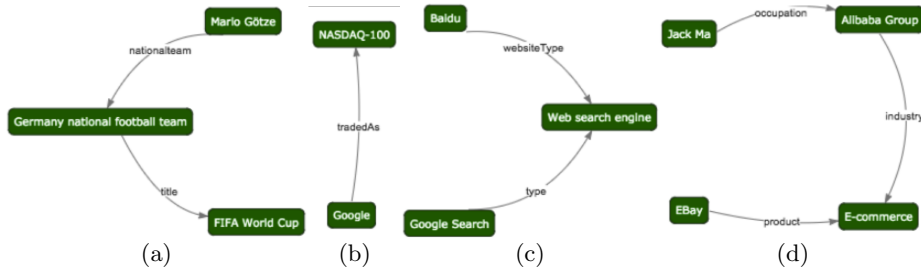 Mario Götze
nationalteam
Germany national football team
title
FIFA World Cup
(a)
NASDAQ-100
tradedAs
Google
(b)
Baidu
websiteType
Web search engine
type
Google Search
(c)
Jack Ma
occupation
Alibaba Group
industry
EBay
product
E-commerce
(d)